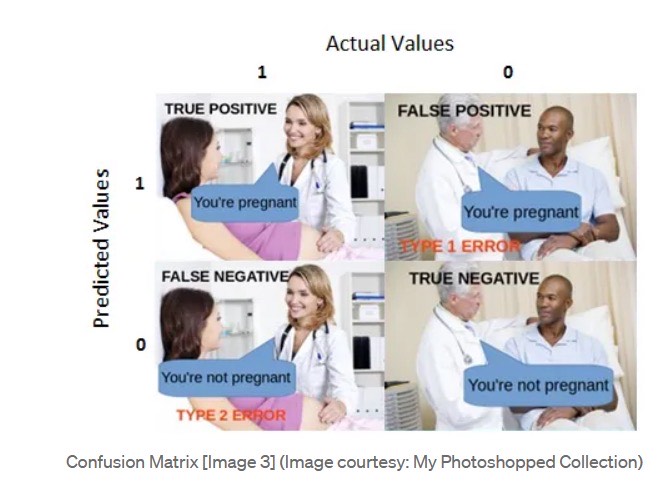 Actual Values
1
0
Predicted Values
1
TRUE POSITIVE
You're pregnant
FALSE POSITIVE
You're pregnant
TYPE 1 ERROR
0
FALSE NEGATIVE
You're not pregnant
TYPE 2 ERROR
TRUE NEGATIVE
You're not pregnant
Confusion Matrix [Image 3] (Image courtesy: My Photoshopped Collection)